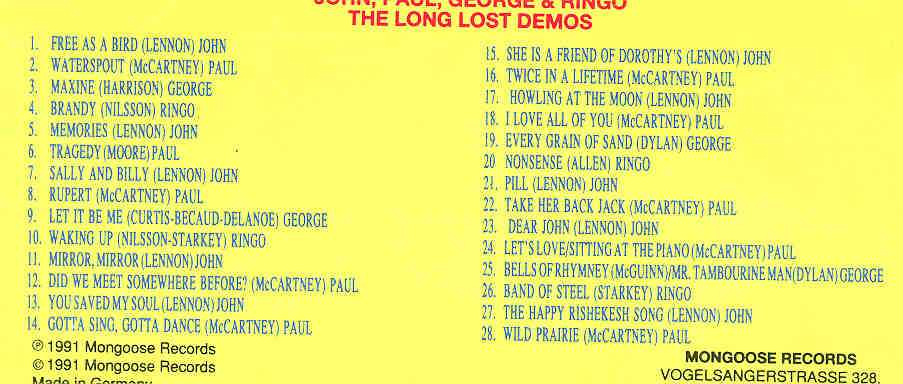 JOHN, PAUL, GEORGE & RINGO
THE LONG LOST DEMOS
1. FREE AS A BIRD (LENNON) JOHN
2. WATERSPOUT (McCARTNEY) PAUL
3. MAXINE (HARRISON) GEORGE
4. BRANDY (NILSSON) RINGO
5. MEMORIES (LENNON) JOHN
6. TRAGEDY (MOORE) PAUL
7. SALLY AND BILLY (LENNON) JOHN
8. RUPERT (McCARTNEY) PAUL
9. LET IT BE ME (CURTIS-BECAUD-DELANOE) GEORGE
10. WAKING UP (NILSSON-STARKEY) RINGO
11. MIRROR, MIRROR (LENNON) JOHN
12. DID WE MEET SOMEWHERE BEFORE? (McCARTNEY) PAUL
13. YOU SAVED MY SOUL (LENNON) JOHN
14. GOTTA SING, GOTTA DANCE (McCARTNEY) PAUL
℗ 1991 Mongoose Records
© 1991 Mongoose Records
Made in Germany
15. SHE IS A FRIEND OF DOROTHY'S (LENNON) JOHN
16. TWICE IN A LIFETIME (McCARTNEY) PAUL
17. HOWLING AT THE MOON (LENNON) JOHN
18. I LOVE ALL OF YOU (McCARTNEY) PAUL
19. EVERY GRAIN OF SAND (DYLAN) GEORGE
20 NONSENSE (ALLEN) RINGO
21. PILL (LENNON) JOHN
22. TAKE HER BACK JACK (McCARTNEY) PAUL
23. DEAR JOHN (LENNON) JOHN
24. LET'S LOVE/SITTING AT THE PIANO (McCARTNEY) PAUL
25. BELLS OF RHYMNEY (McGUINN)/MR. TAMBOURINE MAN (DYLAN) GEORGE
26. BAND OF STEEL (STARKEY) RINGO
27. THE HAPPY RISHEKESH SONG (LENNON) JOHN
28. WILD PRAIRIE (McCARTNEY) PAUL
MONGOOSE RECORDS
VOGELSANGERSTRASSE 328,